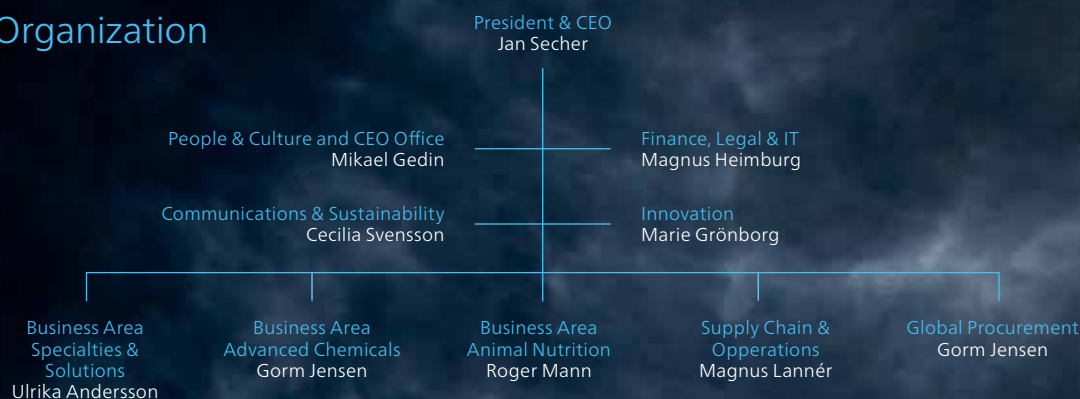 Organization
President & CEO
Jan Secher
People & Culture and CEO Office
Mikael Gedin
Finance, Legal & IT
Magnus Heimburg
Communications & Sustainability
Cecilia Svensson
Innovation
Marie Grönborg
Business Area
Specialties &
Solutions
Ulrika Andersson
Business Area
Advanced Chemicals
Gorm Jensen
Business Area
Animal Nutrition
Roger Mann
Supply Chain &
Opperations
Magnus Lannér
Global Procurement
Gorm Jensen